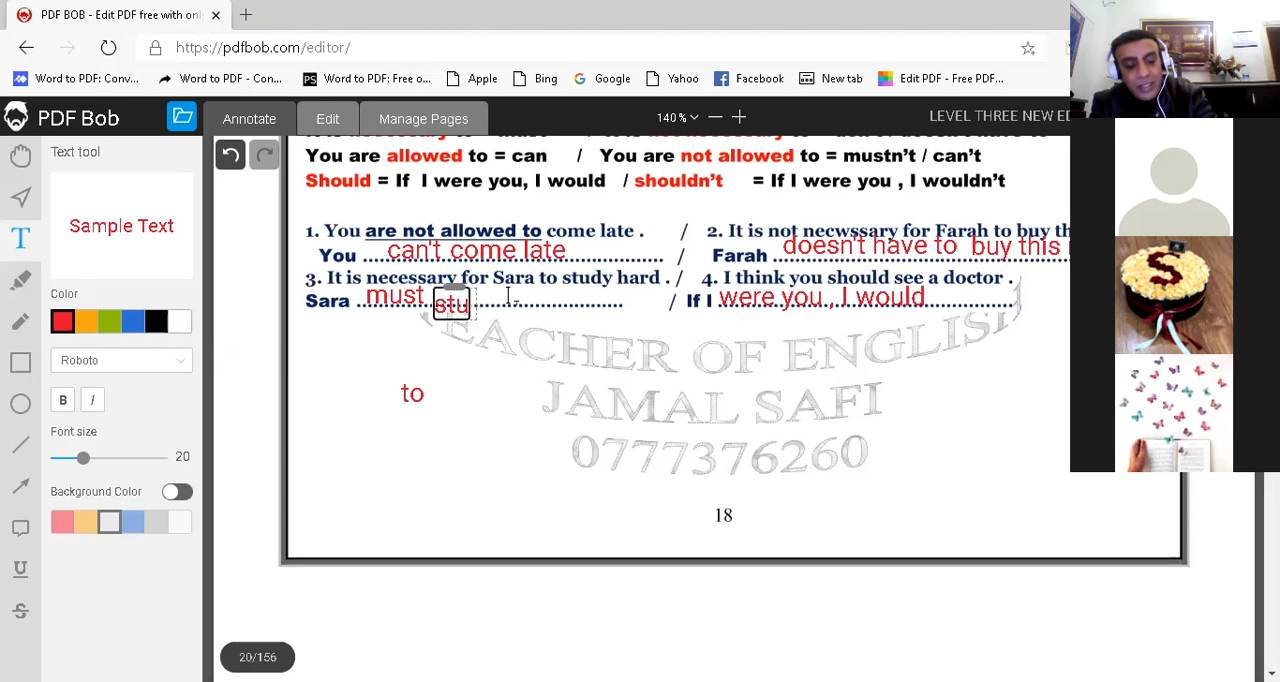 PDF BOB - Edit PDF free with onl
https://pdfbob.com/editor/
Word to PDF: Conv... Word to PDF - Con... Word to PDF: Free o... Apple Bing Google Yahoo Facebook New tab Edit PDF - Free PDF...
PDF Bob Annotate Edit Manage Pages 140% LEVEL THREE NEW ED
Text tool
Sample Text
Color
Roboto
B I
Font size
20
Background Color
You are allowed to = can / You are not allowed to = mustn't / can't
Should = If I were you, I would / shouldn't = If I were you , I wouldn't
1. You are not allowed to come late . / 2. It is not necwssary for Farah to buy th
You can't come late / Farah doesn't have to buy this
3. It is necessary for Sara to study hard . / 4. I think you should see a doctor .
Sara must stu / If I were you , I would
TEACHER OF ENGLISH
to
JAMAL SAFI
0777376260
18
20/156